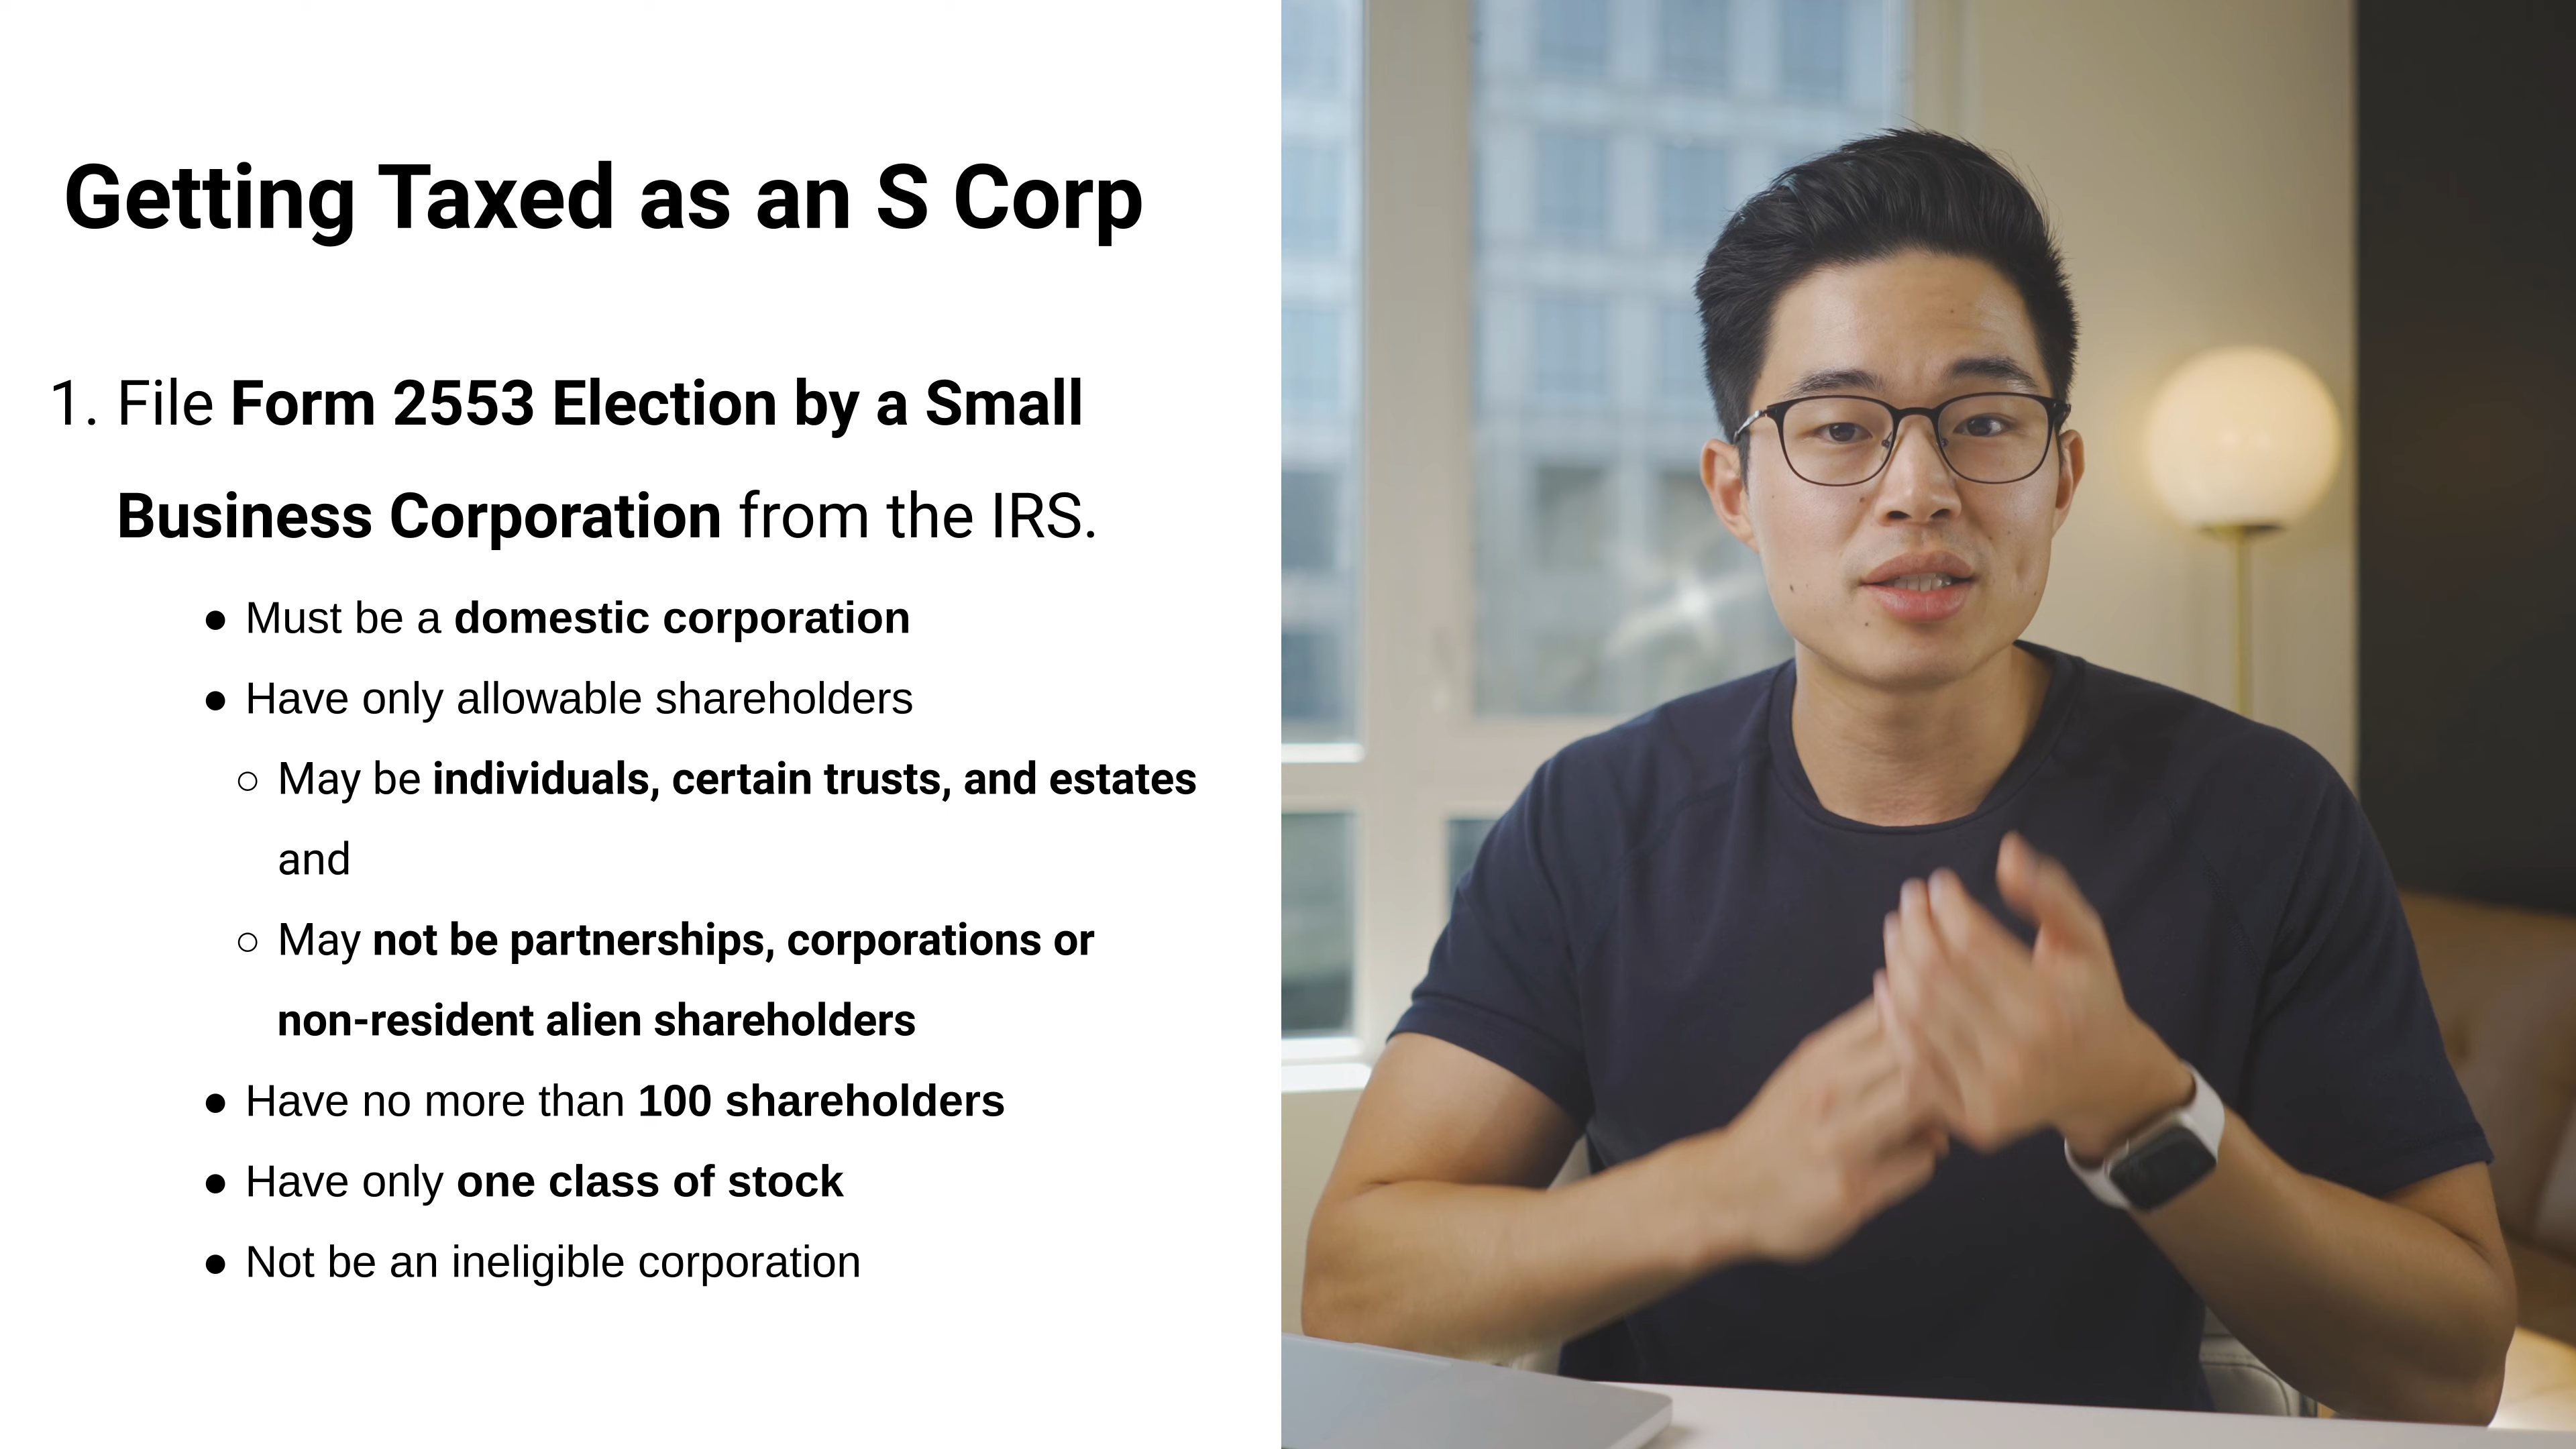 Getting Taxed as an S Corp
1. File Form 2553 Election by a Small
Business Corporation from the IRS.
● Must be a domestic corporation
● Have only allowable shareholders
○ May be individuals, certain trusts, and estates
and
○ May not be partnerships, corporations or
non-resident alien shareholders
● Have no more than 100 shareholders
● Have only one class of stock
● Not be an ineligible corporation